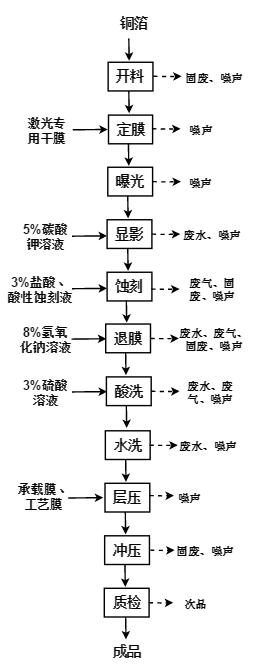 铜箔
开料
固废、噪声
激光专
用干膜
定膜
噪声
曝光
噪声
5%碳酸
钾溶液
显影
废水、噪声
3%盐酸、
酸性蚀刻液
蚀刻
废气、固
废、噪声
8%氢氧
化钠溶液
退膜
废水、废气、
固废、噪声
3%硫酸
溶液
酸洗
废水、废
气、噪声
水洗
废水、噪声
承载膜、
工艺膜
层压
噪声
冲压
固废、噪声
质检
次品
成品